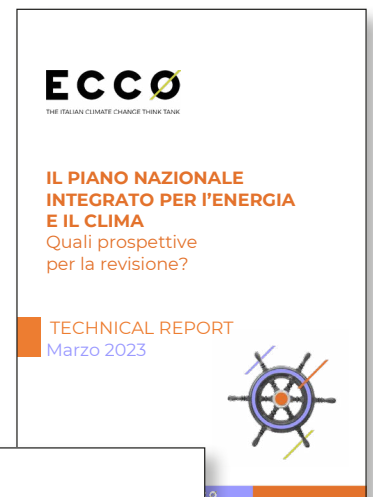 ECCO
THE ITALIAN CLIMATE CHANGE THINK TANK
IL PIANO NAZIONALE
INTEGRATO PER l'ENERGIA
E IL CLIMA
Quali prospettive
per la revisione?
TECHNICAL REPORT
Marzo 2023